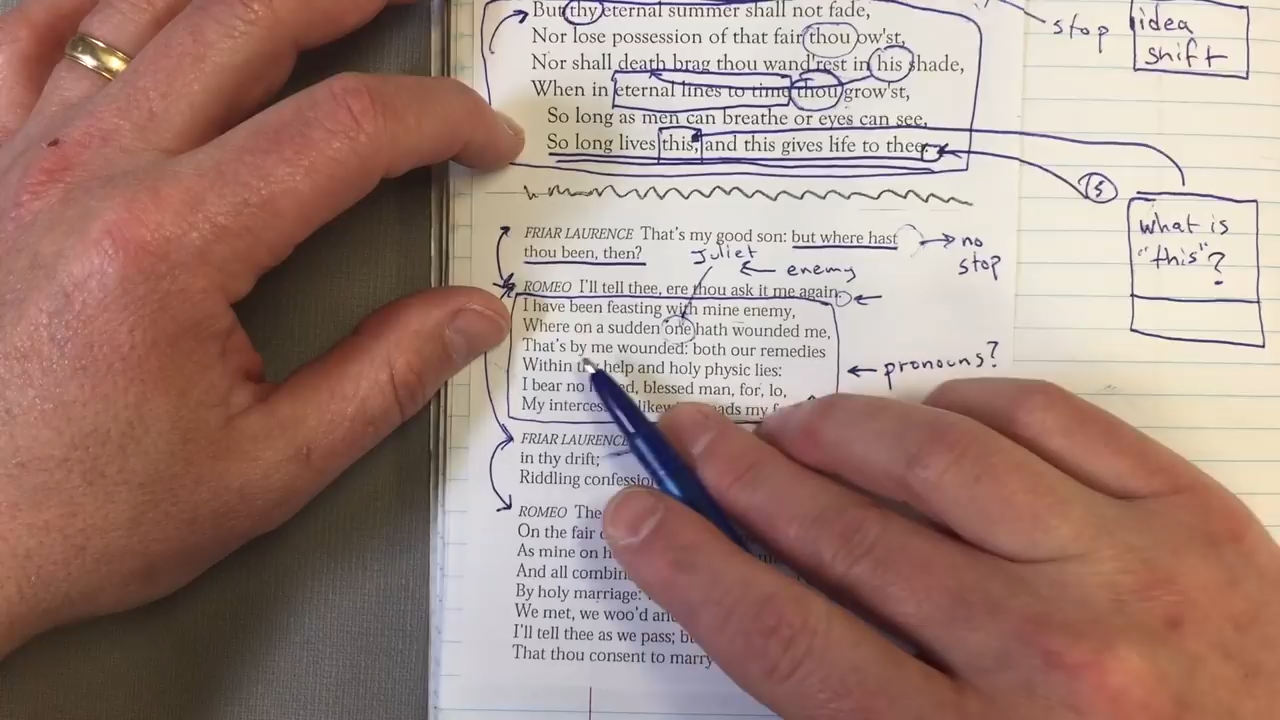 But thy eternal summer shall not fade,
Nor lose possession of that fair thou ow'st,
Nor shall death brag thou wand'rest in his shade,
When in eternal lines to time thou grow'st,
So long as men can breathe or eyes can see,
So long lives this, and this gives life to thee.
stop
idea
shift
15
what is
"this"?
FRIAR LAURENCE That's my good son: but where hast
thou been, then?
no
stop
Juliet
enemy
ROMEO I'll tell thee, ere thou ask it me again.
I have been feasting with mine enemy,
Where on a sudden one hath wounded me,
That's by me wounded: both our remedies
Within help and holy physic lies:
I bear no blessed man, for, lo,
My my
pronouns?
FRIAR LAURENCE
in thy drift;
Riddling
ROMEO
On the fair
As mine on
And all
By holy marriage:
We met, we woo'd
I'll tell thee as we pass;
That thou consent to marry